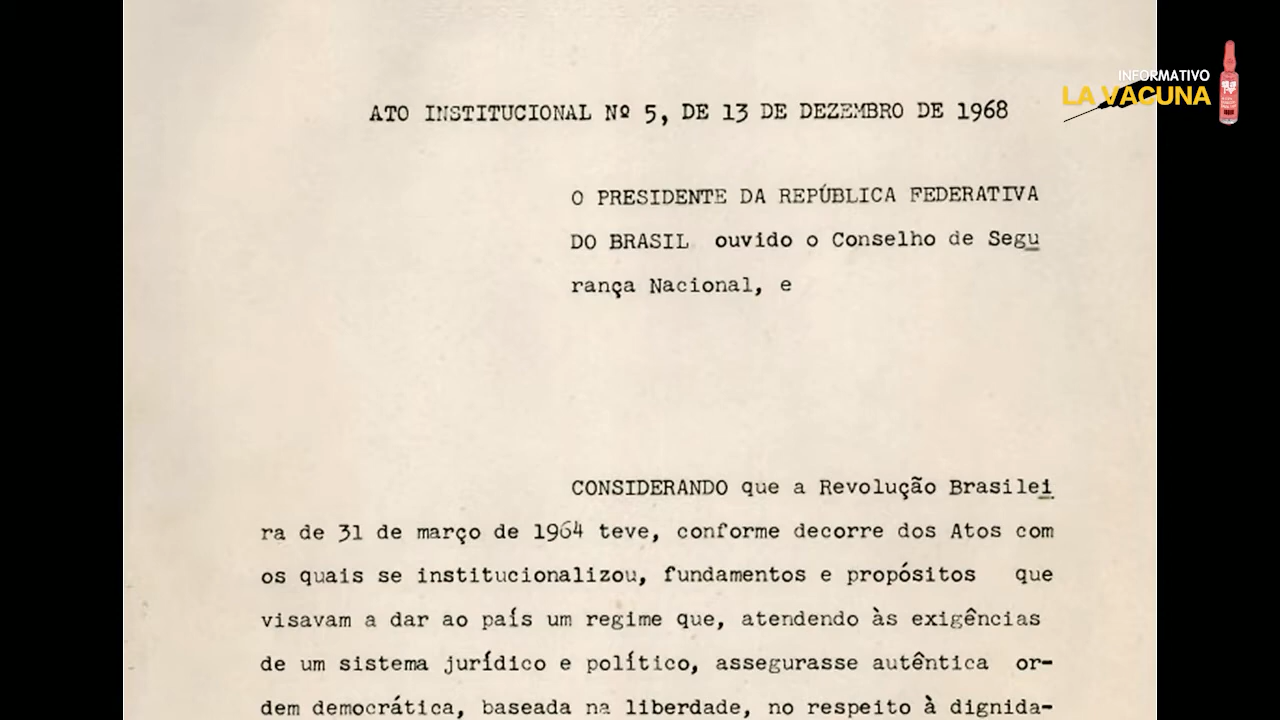 INFORMATIVO
LA VACUNA
ATO INSTITUCIONAL Nº 5, DE 13 DE DEZEMBRO DE 1968
O PRESIDENTE DA REPÚBLICA FEDERATIVA
DO BRASIL ouvido o Conselho de Segu
rança Nacional, e
CONSIDERANDO que a Revolução Brasilei
ra de 31 de março de 1964 teve, conforme decorre dos Atos com
os quais se institucionalizou, fundamentos e propósitos que
visavam a dar ao país um regime que, atendendo às exigências
de um sistema jurídico e político, assegurasse autêntica or-
dem democrática, baseada na liberdade, no respeito à dignida-